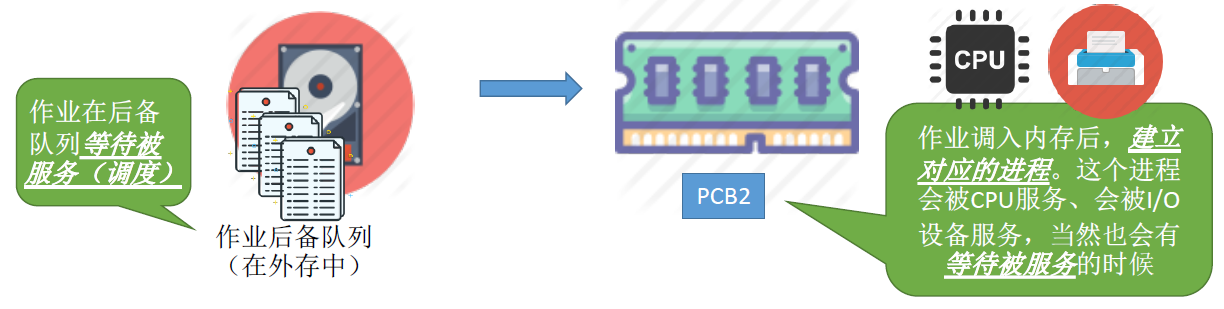 作业在后备
队列等待被
服务（调度）
作业后备队列
（在外存中）
PCB2
CPU
作业调入内存后，建立
对应的进程。这个进程
会被CPU服务、会被I/O
设备服务，当然也会有
等待被服务的时候